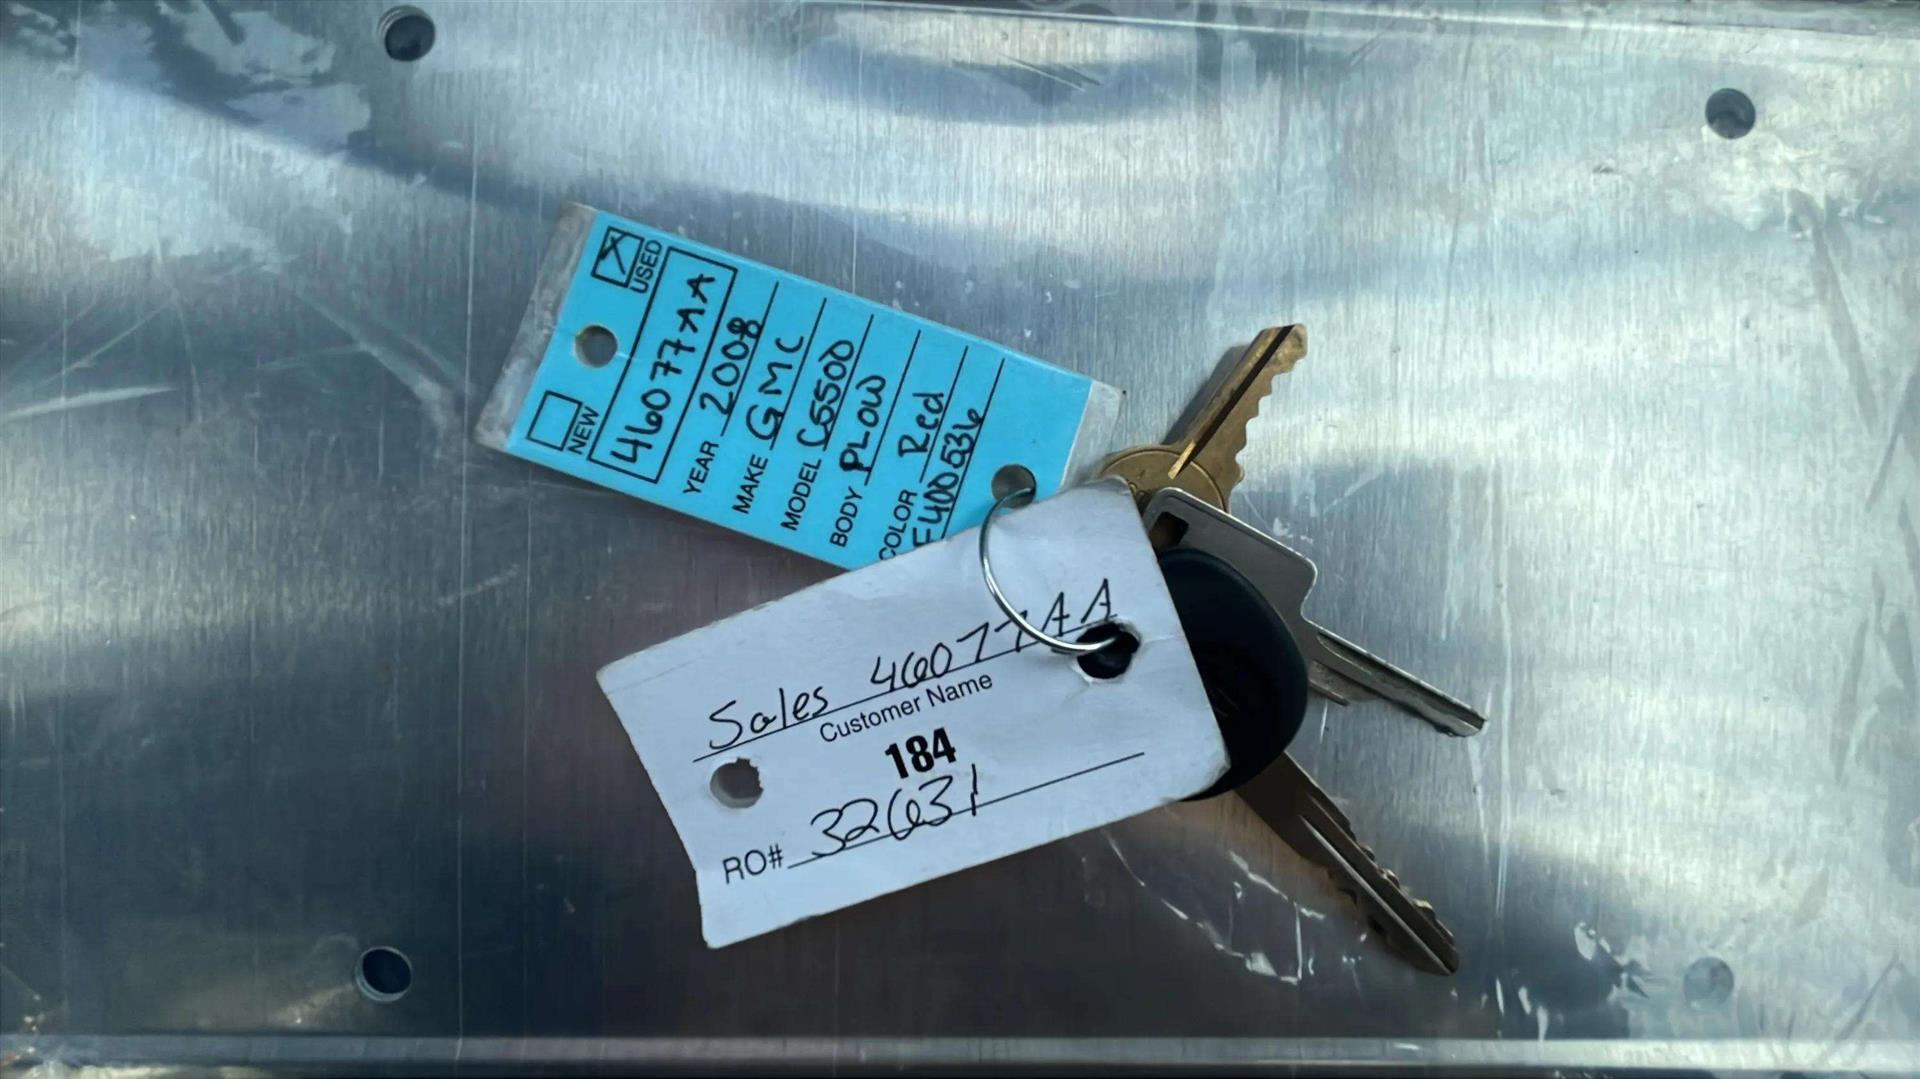 USED
NEW
46077AA
YEAR 2008
MAKE GMC
MODEL C5500
BODY PLOW
COLOR Red
F400536
Sales 46077AA
Customer Name
184
RO# 32631